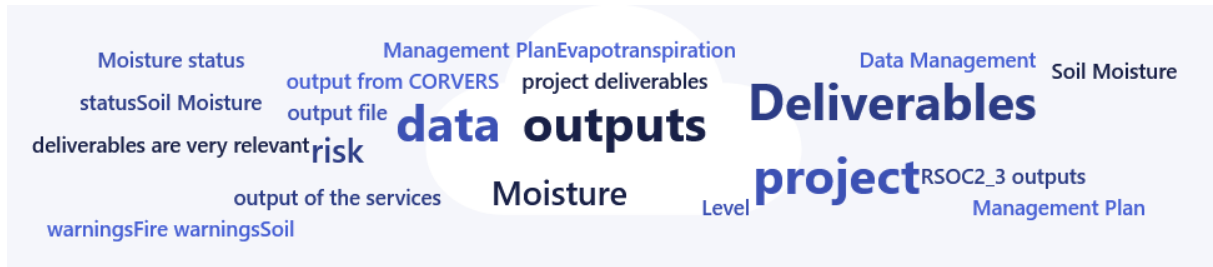 Management PlanEvapotranspiration
Moisture status
Data Management
Soil Moisture
output from CORVERS
project deliverables
statusSoil Moisture
output file
data
outputs
Deliverables
deliverables are very relevant
risk
project
RSOC2_3 outputs
output of the services
Moisture
Level
Management Plan
warningsFire warningsSoil